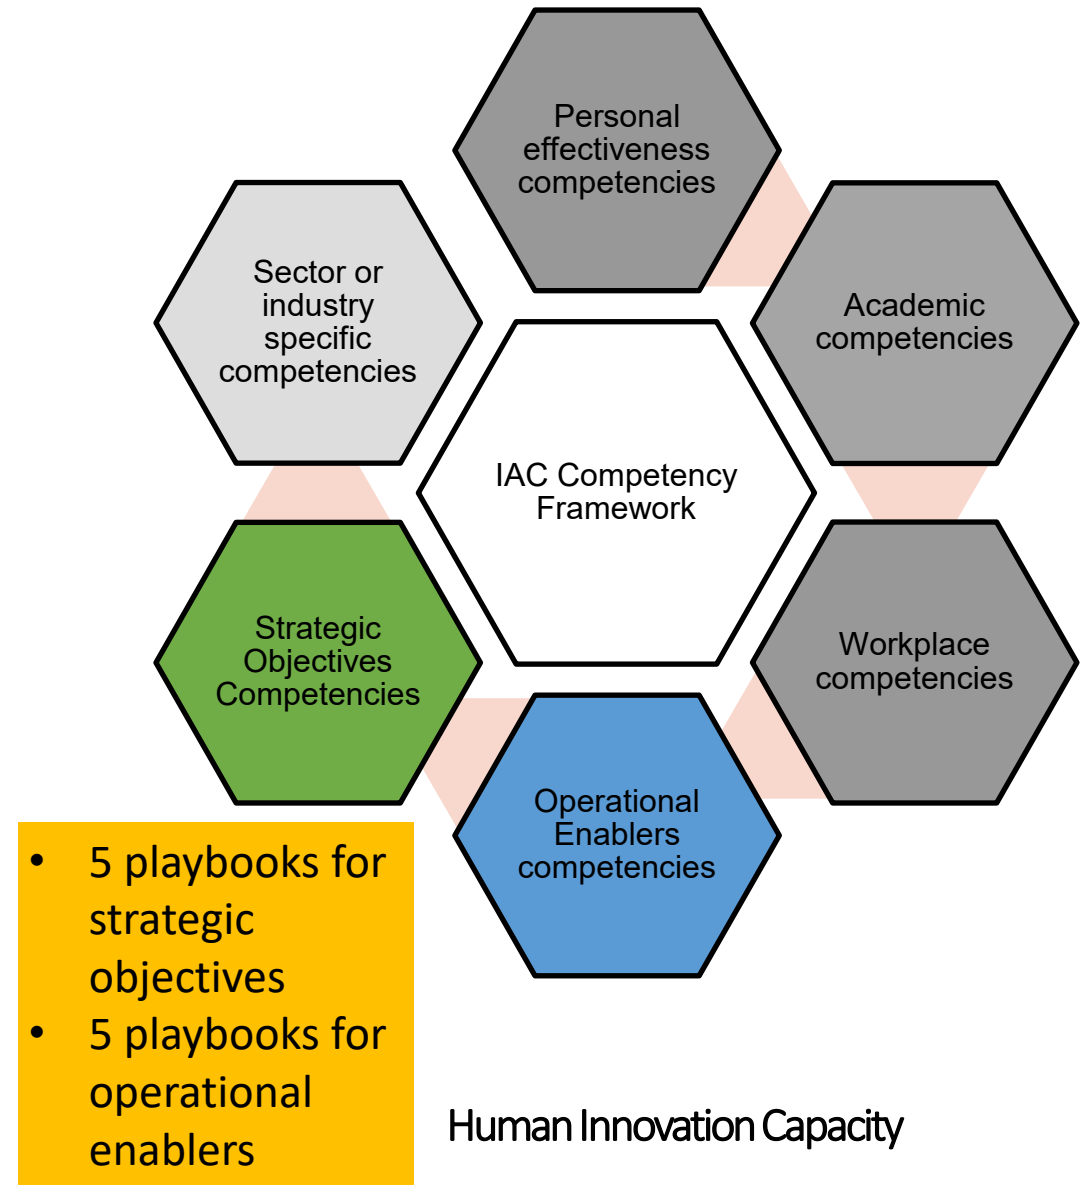 Personal
effectiveness
competencies
Sector or
industry
specific
competencies
Academic
competencies
IAC Competency
Framework
Strategic
Objectives
Competencies
Workplace
competencies
Operational
Enablers
competencies
• 5 playbooks for
strategic
objectives
• 5 playbooks for
operational
enablers
Human Innovation Capacity